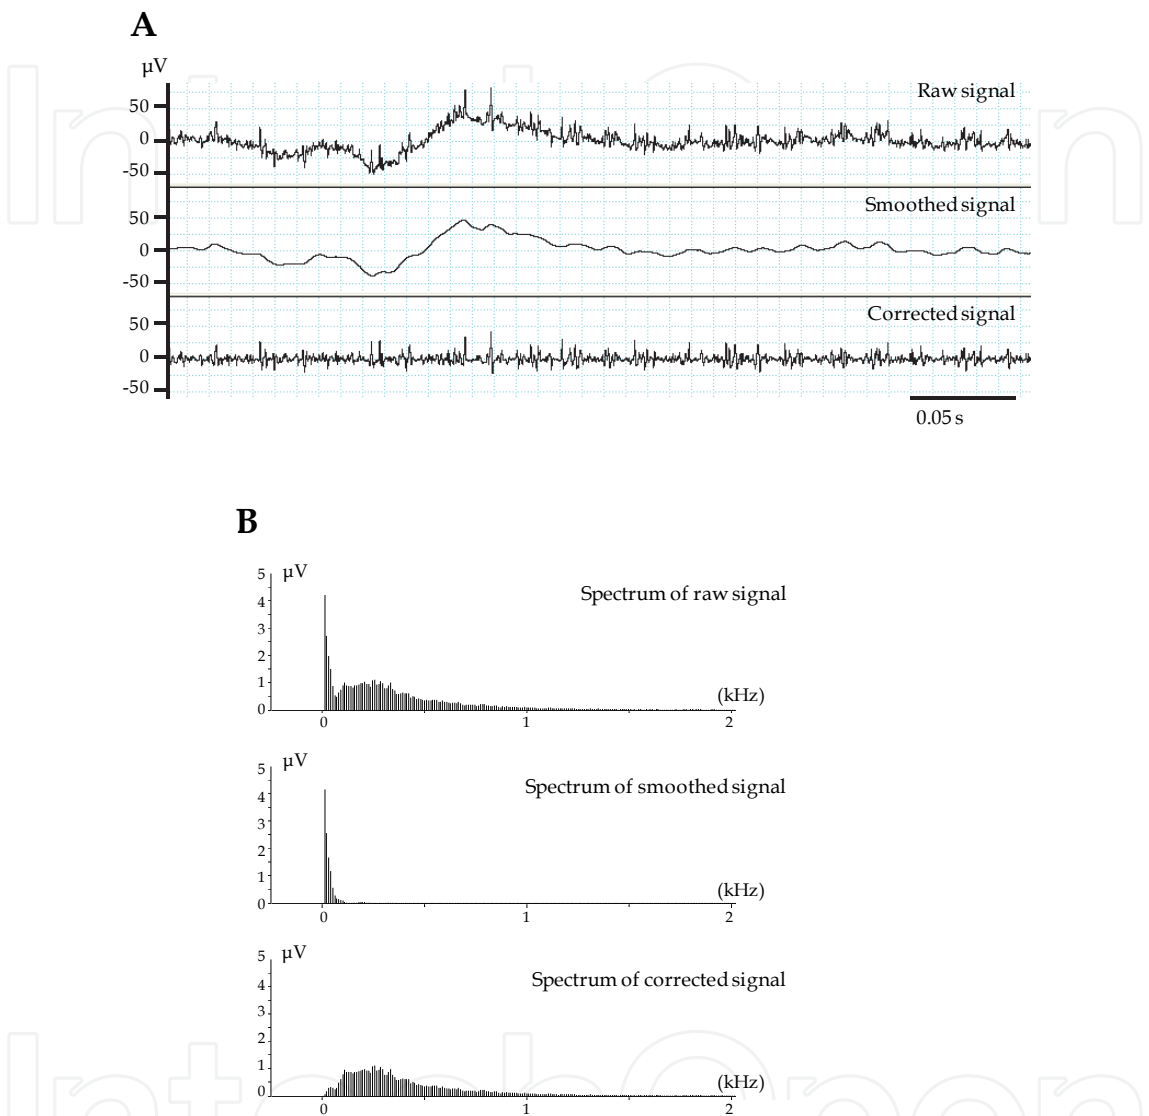 A
µV
Raw signal
50
0
-50
Smoothed signal
50
0
-50
Corrected signal
50
0
-50
0.05 s
B
5 µV
Spectrum of raw signal
4
3
2
1
(kHz)
0
0 1 2
µV
5
Spectrum of smoothed signal
4
3
2
1
(kHz)
0
0 1 2
5 µV
Spectrum of corrected signal
4
3
2
1
(kHz)
0
0 1 2